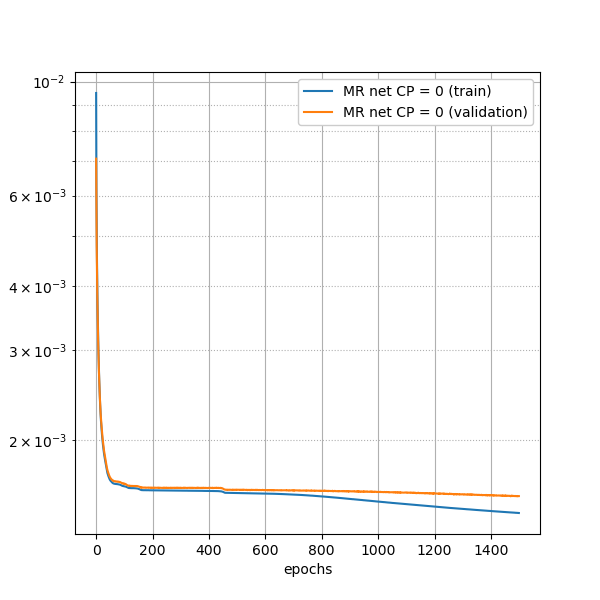 10⁻²
6 × 10⁻³
4 × 10⁻³
3 × 10⁻³
2 × 10⁻³
MR net CP = 0 (train)
MR net CP = 0 (validation)
0 200 400 600 800 1000 1200 1400
epochs